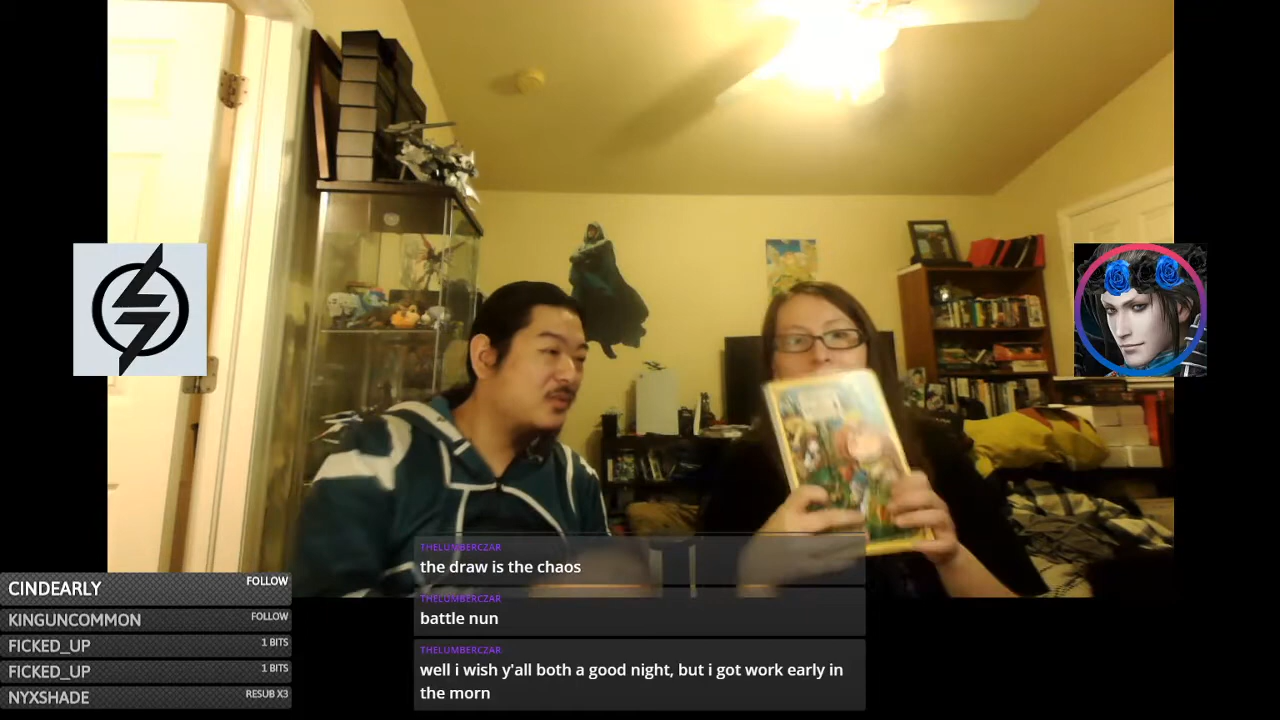 THELUMBERCZAR
the draw is the chaos
THELUMBERCZAR
battle nun
THELUMBERCZAR
well i wish y'all both a good night, but i got work early in
the morn
CINDEARLY FOLLOW
KINGUNCOMMON FOLLOW
FICKED_UP 1 BITS
FICKED_UP 1 BITS
NYXSHADE RESUB X3